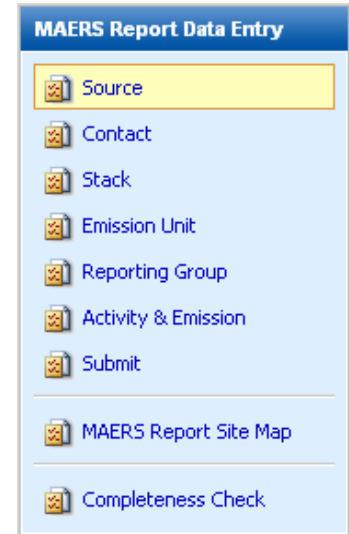 MAERS Report Data Entry
Source
Contact
Stack
Emission Unit
Reporting Group
Activity & Emission
Submit
MAERS Report Site Map
Completeness Check